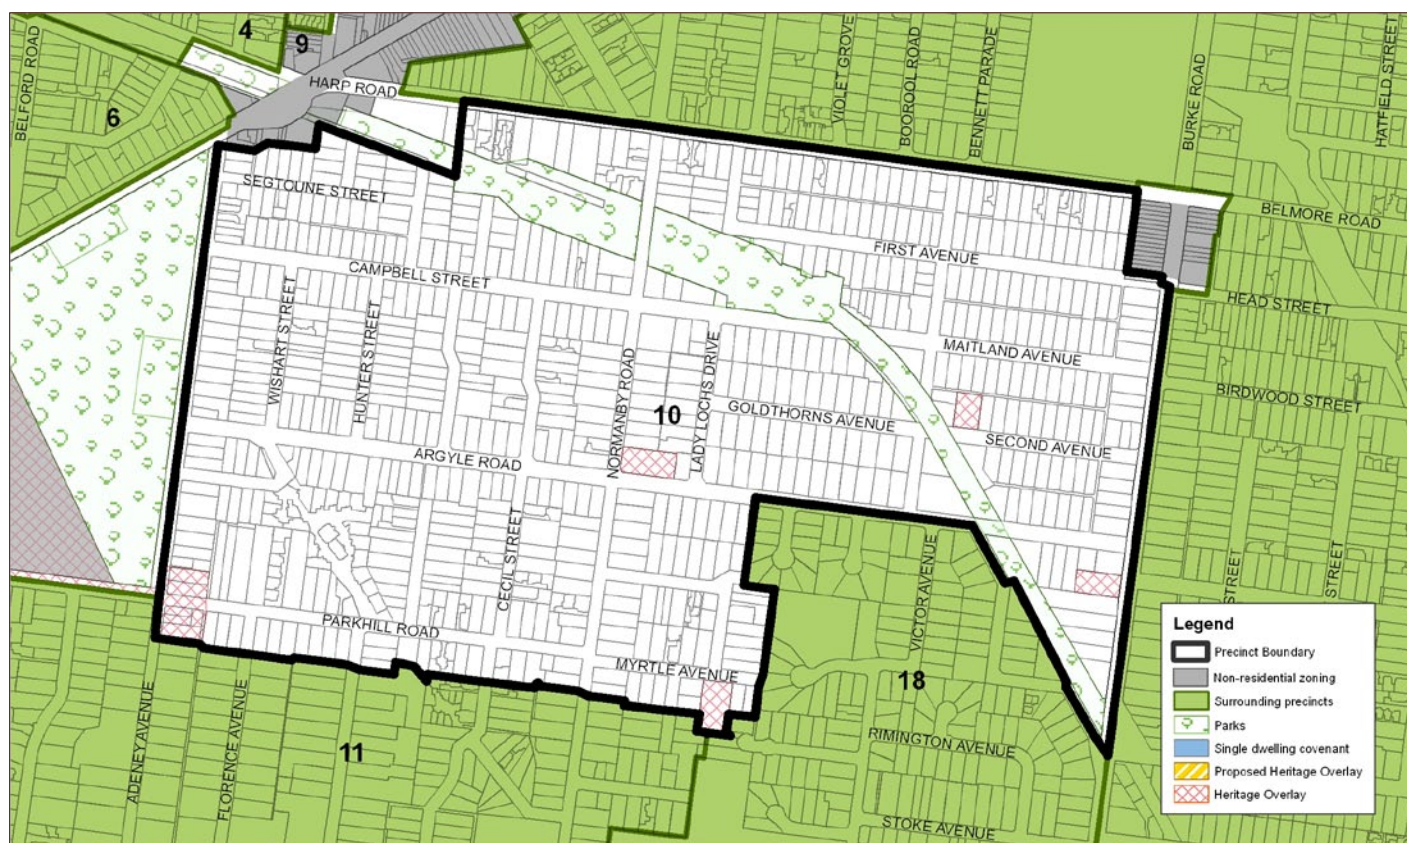 4
9
BELFORD ROAD
HARP ROAD
VIOLET GROVE
BOOROOL ROAD
BENNETT PARADE
BURKE ROAD
HATFIELD STREET
6
SEGTOUNE STREET
BELMORE ROAD
FIRST AVENUE
CAMPBELL STREET
HEAD STREET
WISHART STREET
HUNTER STREET
MAITLAND AVENUE
NORMANBY ROAD
LADY LOCHS DRIVE
10
GOLDTHORNS AVENUE
BIRDWOOD STREET
SECOND AVENUE
ARGYLE ROAD
CECIL STREET
VICTOR AVENUE
STREET
STREET
PARKHILL ROAD
MYRTLE AVENUE
18
ADENEY AVENUE
FLORENCE AVENUE
11
RIMINGTON AVENUE
STOKE AVENUE
Legend
Precinct Boundary
Non-residential zoning
Surrounding precincts
Parks
Single dwelling covenant
Proposed Heritage Overlay
Heritage Overlay